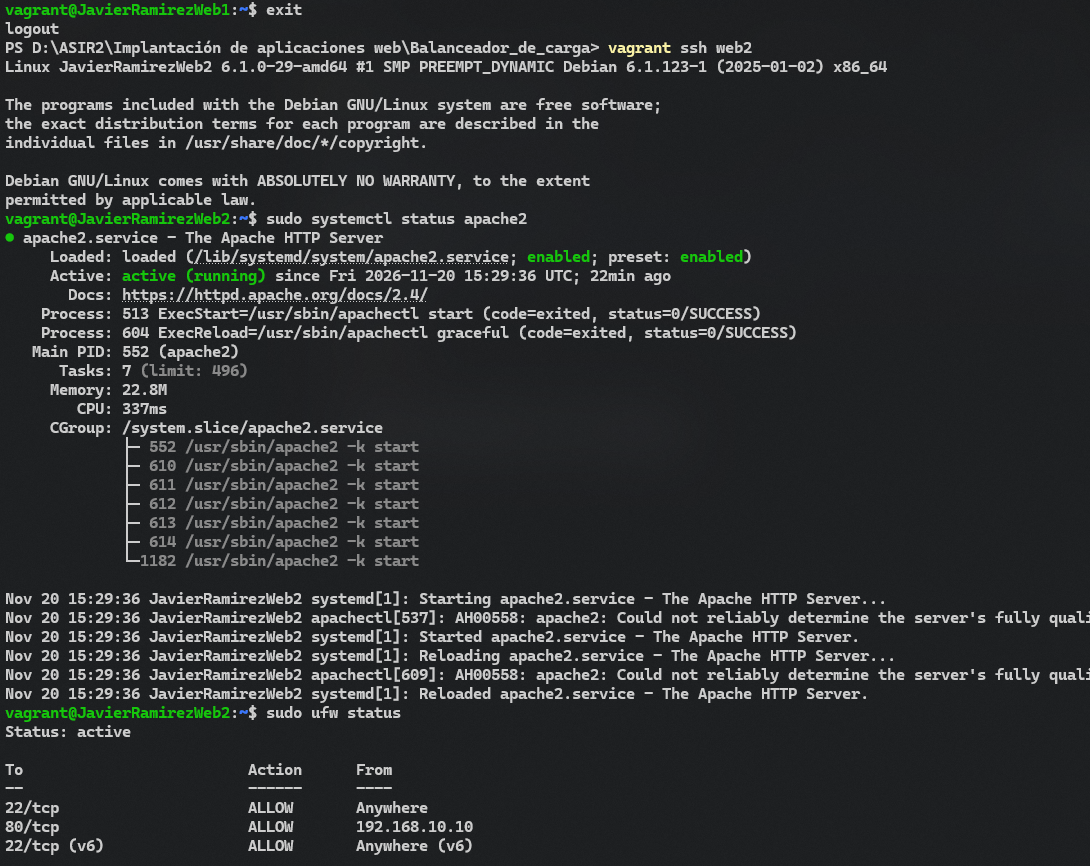 vagrant@JavierRamirezWeb1:~$ exit
logout
PS D:\ASIR2\Implantación de aplicaciones web\Balanceador_de_carga> vagrant ssh web2
Linux JavierRamirezWeb2 6.1.0-29-amd64 #1 SMP PREEMPT_DYNAMIC Debian 6.1.123-1 (2025-01-02) x86_64

The programs included with the Debian GNU/Linux system are free software;
the exact distribution terms for each program are described in the
individual files in /usr/share/doc/*/copyright.

Debian GNU/Linux comes with ABSOLUTELY NO WARRANTY, to the extent
permitted by applicable law.
vagrant@JavierRamirezWeb2:~$ sudo systemctl status apache2
● apache2.service - The Apache HTTP Server
     Loaded: loaded (/lib/systemd/system/apache2.service; enabled; preset: enabled)
     Active: active (running) since Fri 2026-11-20 15:29:36 UTC; 22min ago
       Docs: https://httpd.apache.org/docs/2.4/
    Process: 513 ExecStart=/usr/sbin/apachectl start (code=exited, status=0/SUCCESS)
    Process: 604 ExecReload=/usr/sbin/apachectl graceful (code=exited, status=0/SUCCESS)
   Main PID: 552 (apache2)
      Tasks: 7 (limit: 496)
     Memory: 22.8M
        CPU: 337ms
     CGroup: /system.slice/apache2.service
             ├─ 552 /usr/sbin/apache2 -k start
             ├─ 610 /usr/sbin/apache2 -k start
             ├─ 611 /usr/sbin/apache2 -k start
             ├─ 612 /usr/sbin/apache2 -k start
             ├─ 613 /usr/sbin/apache2 -k start
             ├─ 614 /usr/sbin/apache2 -k start
             └─1182 /usr/sbin/apache2 -k start

Nov 20 15:29:36 JavierRamirezWeb2 systemd[1]: Starting apache2.service - The Apache HTTP Server...
Nov 20 15:29:36 JavierRamirezWeb2 apachectl[537]: AH00558: apache2: Could not reliably determine the server's fully quali
Nov 20 15:29:36 JavierRamirezWeb2 systemd[1]: Started apache2.service - The Apache HTTP Server.
Nov 20 15:29:36 JavierRamirezWeb2 systemd[1]: Reloading apache2.service - The Apache HTTP Server...
Nov 20 15:29:36 JavierRamirezWeb2 apachectl[609]: AH00558: apache2: Could not reliably determine the server's fully quali
Nov 20 15:29:36 JavierRamirezWeb2 systemd[1]: Reloaded apache2.service - The Apache HTTP Server.
vagrant@JavierRamirezWeb2:~$ sudo ufw status
Status: active

To                         Action      From
--                         ------      ----
22/tcp                     ALLOW       Anywhere
80/tcp                     ALLOW       192.168.10.10
22/tcp (v6)                ALLOW       Anywhere (v6)